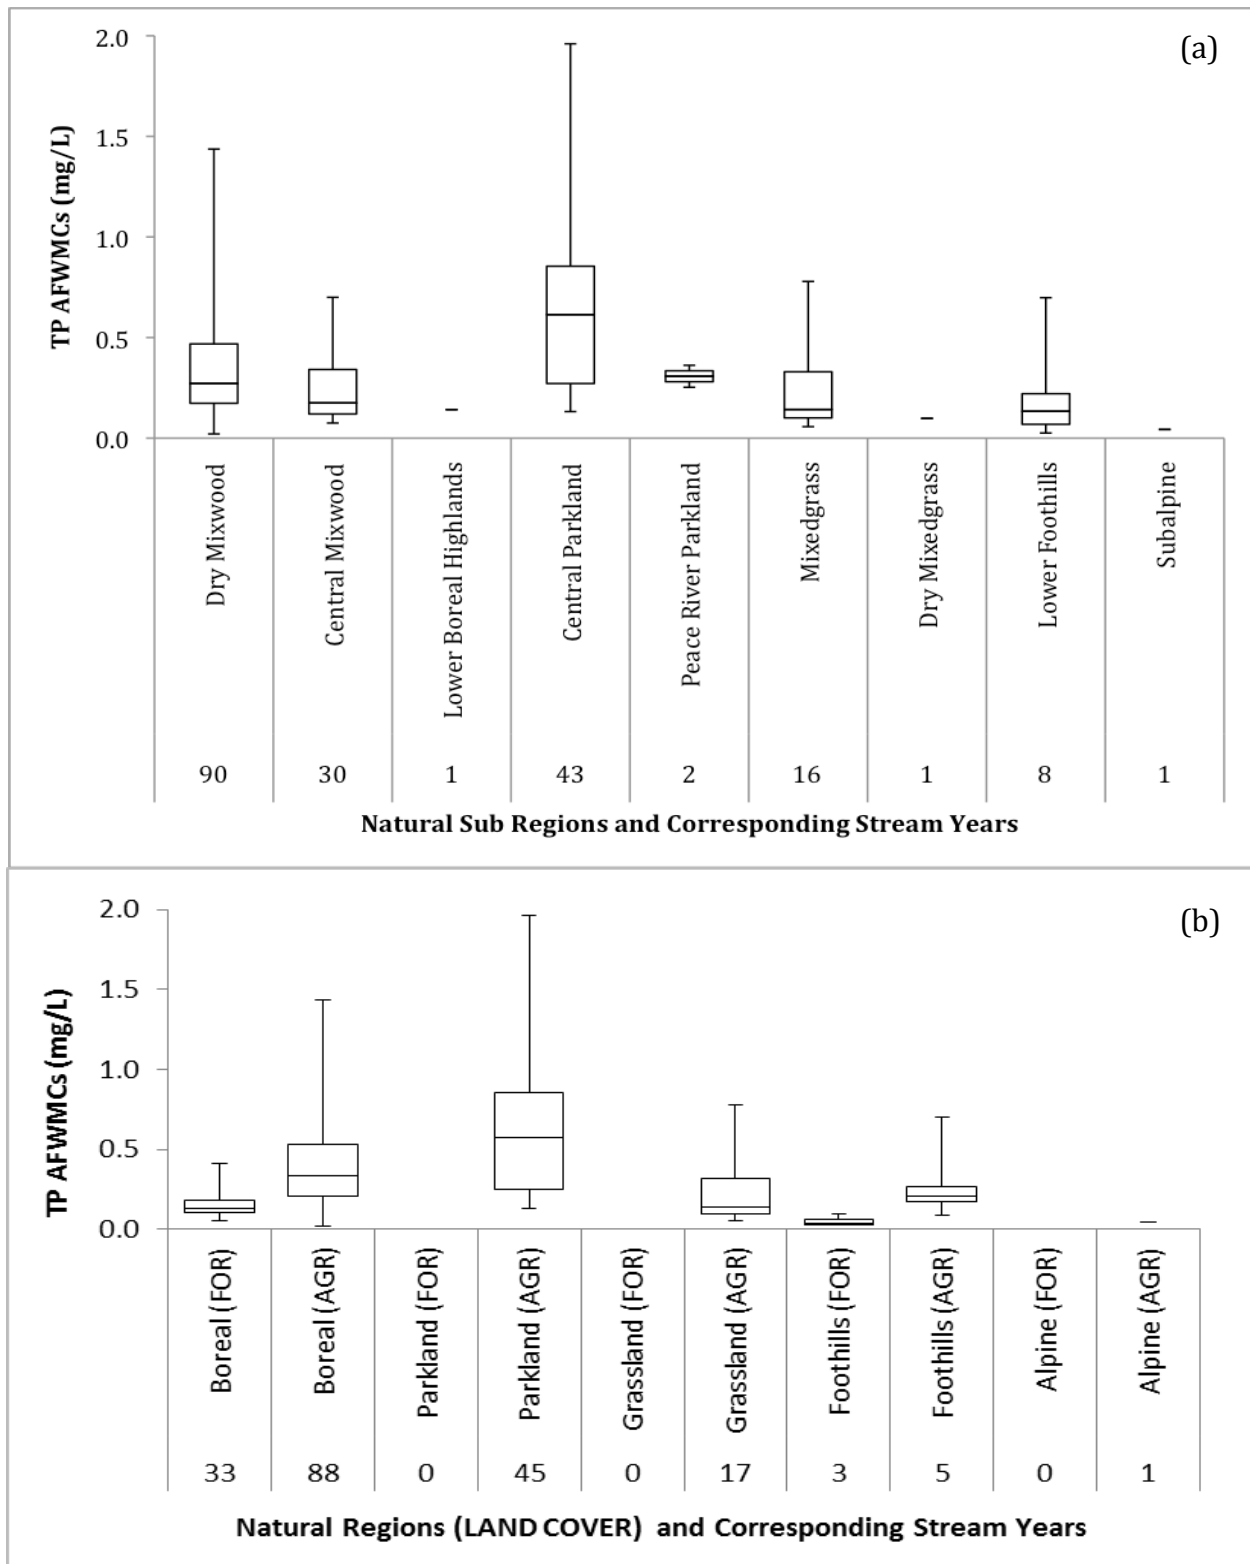 (a)
2.0
1.5
1.0
0.5
0.0
TP AFWMCs (mg/L)
Dry Mixwood
Central Mixwood
Lower Boreal Highlands
Central Parkland
Peace River Parkland
Mixedgrass
Dry Mixedgrass
Lower Foothills
Subalpine
90 30 1 43 2 16 1 8 1
Natural Sub Regions and Corresponding Stream Years
(b)
2.0
1.5
1.0
0.5
0.0
TP AFWMCs (mg/L)
Boreal (FOR)
Boreal (AGR)
Parkland (FOR)
Parkland (AGR)
Grassland (FOR)
Grassland (AGR)
Foothills (FOR)
Foothills (AGR)
Alpine (FOR)
Alpine (AGR)
33 88 0 45 0 17 3 5 0 1
Natural Regions (LAND COVER) and Corresponding Stream Years